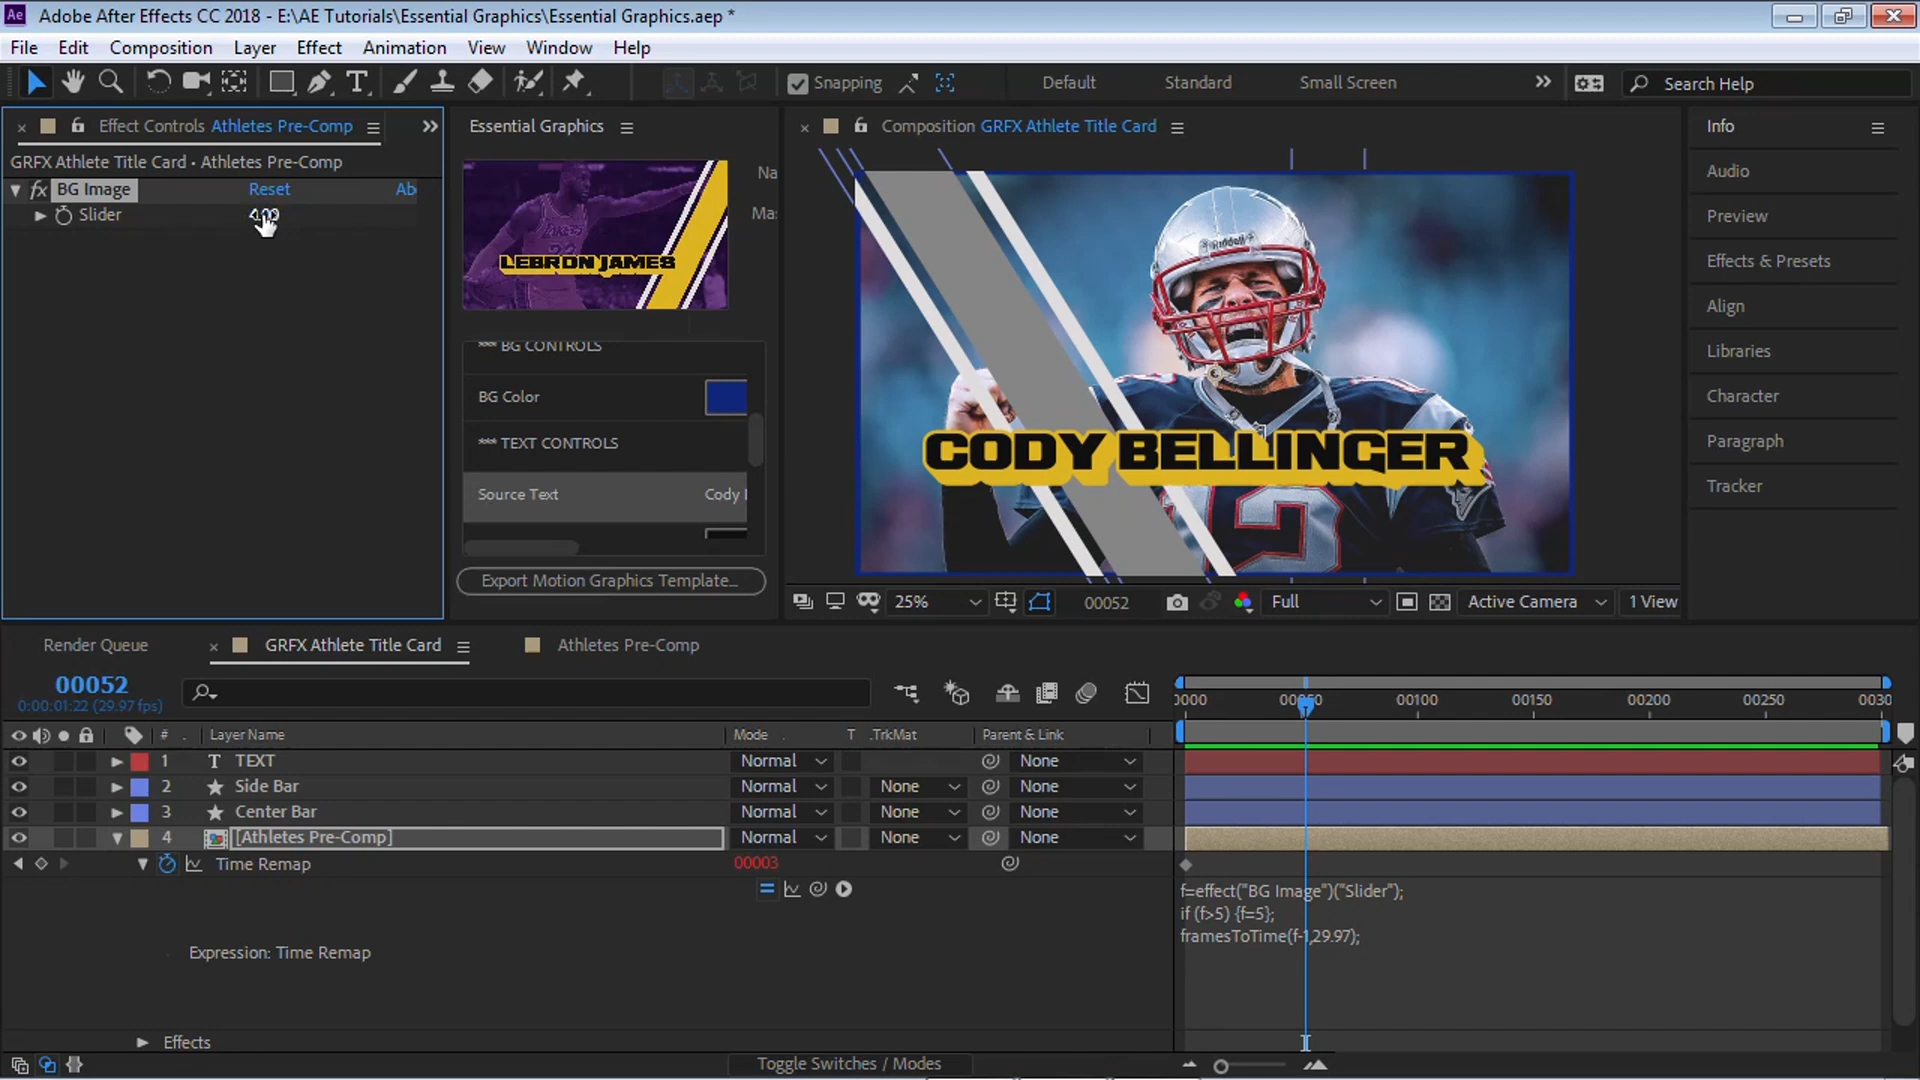 Ae Adobe After Effects CC 2018 - E:\AE Tutorials\Essential Graphics\Essential Graphics.aep *
File Edit Composition Layer Effect Animation View Window Help
Snapping Default Standard Small Screen Search Help
Effect Controls Athletes Pre-Comp
GRFX Athlete Title Card • Athletes Pre-Comp
fx BG Image Reset Ab
Slider
Essential Graphics
Na
Ma:
LEBRON JAMES
*** BG CONTROLS
BG Color
*** TEXT CONTROLS
Source Text Cody
Export Motion Graphics Template...
Composition GRFX Athlete Title Card
Riddell
CODY BELLINGER
12
25% 00052 Full Active Camera 1 View
Info
Audio
Preview
Effects & Presets
Align
Libraries
Character
Paragraph
Tracker
Render Queue GRFX Athlete Title Card Athletes Pre-Comp
00052
0:00:01:22 (29.97 fps)
0000 00050 00100 00150 00200 00250 0030
# Layer Name Mode T .TrkMat Parent & Link
1 T TEXT Normal None
2 Side Bar Normal None None
3 Center Bar Normal None None
4 [Athletes Pre-Comp] Normal None None
Time Remap 00003
Expression: Time Remap
f=effect("BG Image")("Slider");
if (f>5) {f=5};
framesToTime(f-1,29.97);
Effects
Toggle Switches / Modes